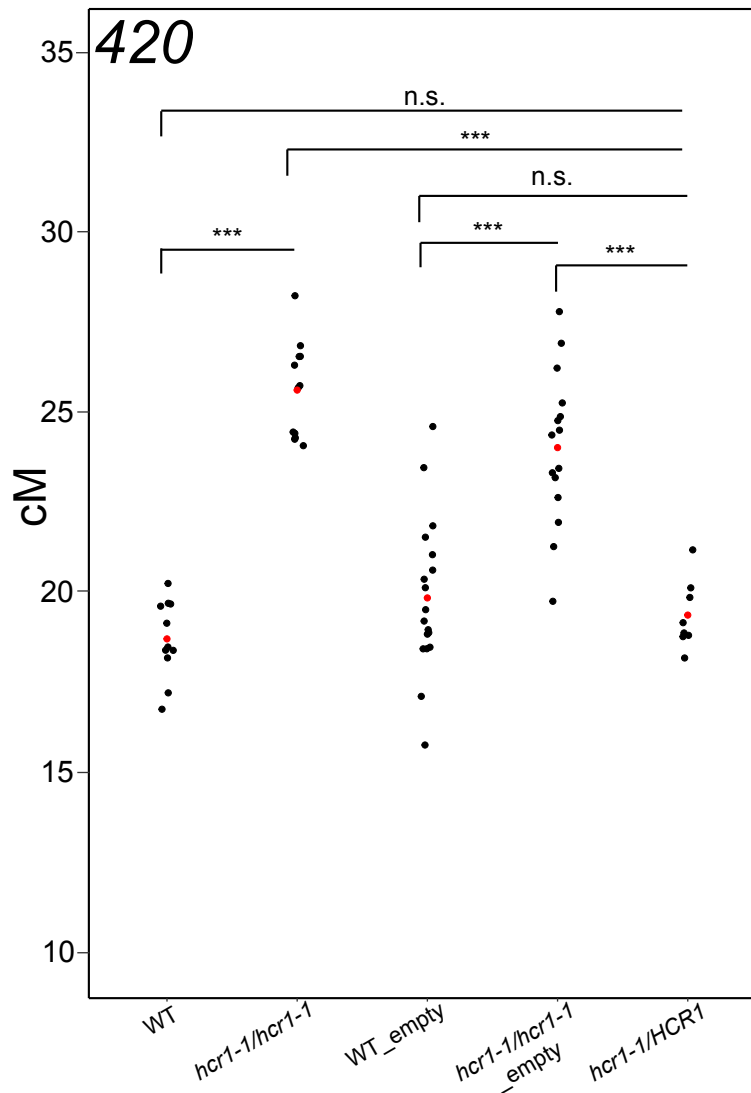 420
35
n.s.
***
n.s.
30
***
***
***
25
cM
20
15
10
WT
hcr1-1/hcr1-1
WT_empty
hcr1-1/hcr1-1
_empty
hcr1-1/HCR1